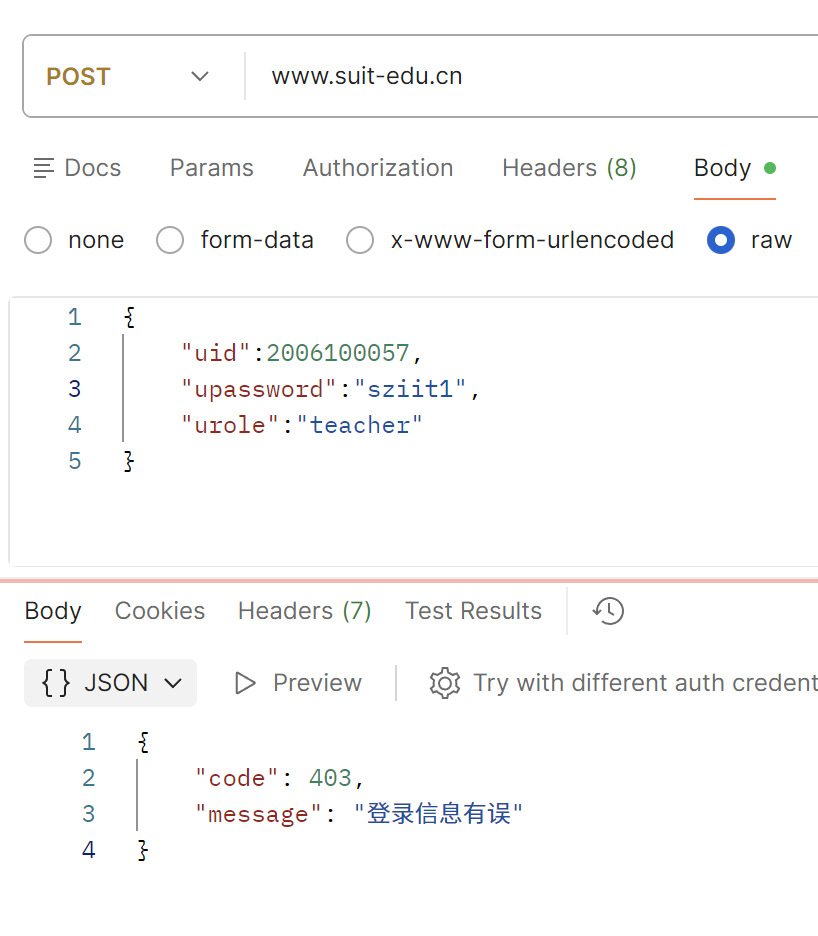 POST www.suit-edu.cn
Docs Params Authorization Headers (8) Body
none form-data x-www-form-urlencoded raw
1 {
2 "uid":2006100057,
3 "upassword":"sziit1",
4 "urole":"teacher"
5 }
Body Cookies Headers (7) Test Results
{} JSON Preview Try with different auth credent
1 {
2 "code": 403,
3 "message": "登录信息有误"
4 }